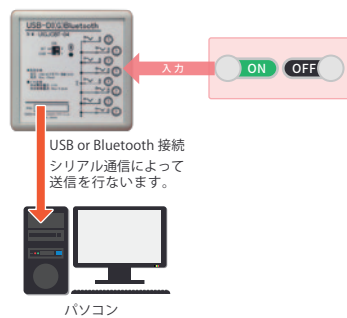 USB-DIO Bluetooth
入力
ON
OFF
USB or Bluetooth 接続
シリアル通信によって
送信を行ないます。
パソコン